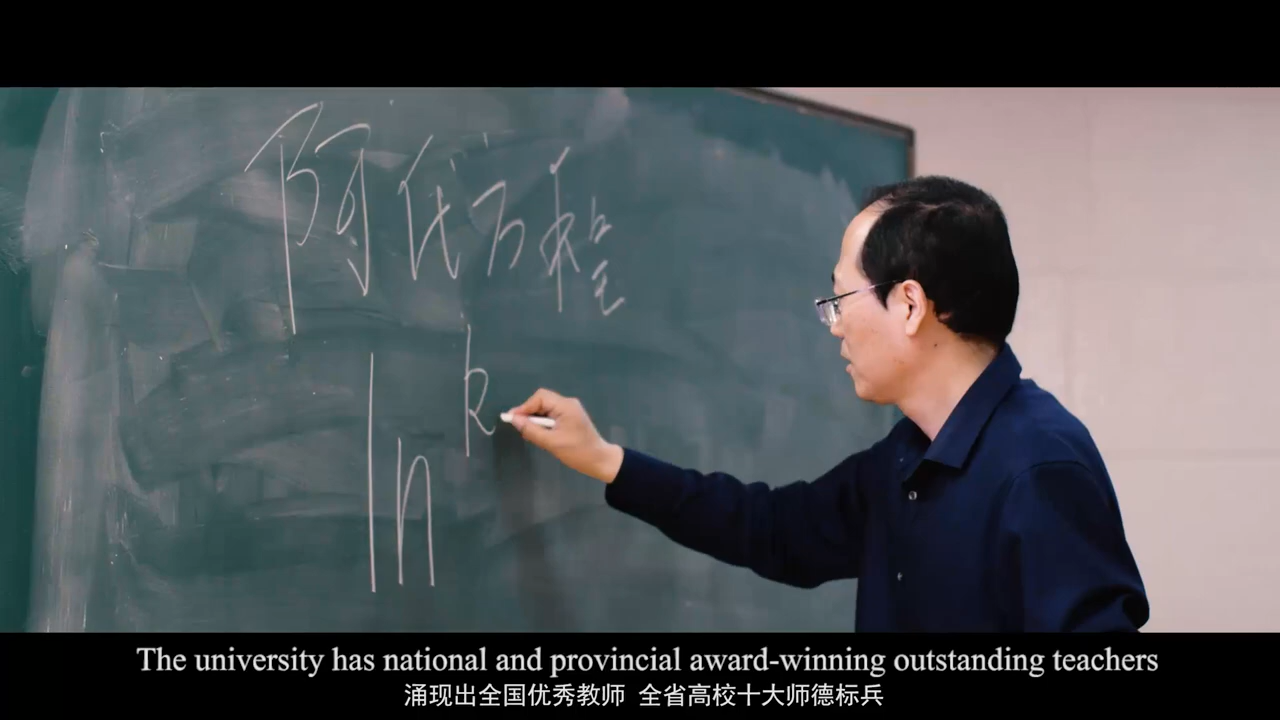 阿代方程
ln k
The university has national and provincial award-winning outstanding teachers
涌现出全国优秀教师 全省高校十大师德标兵